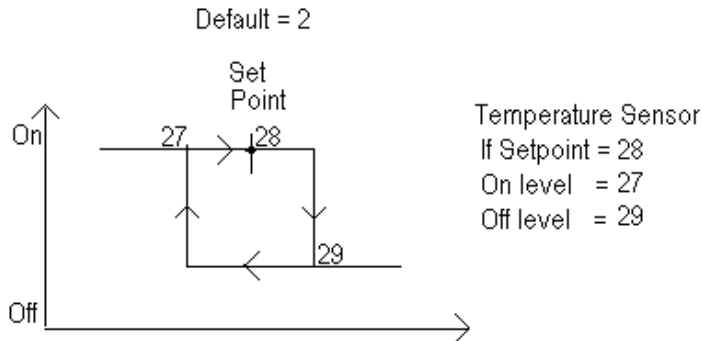 Default = 2
Set
Point
On
27
28
29
Off
Temperature Sensor
If Setpoint = 28
On level = 27
Off level = 29